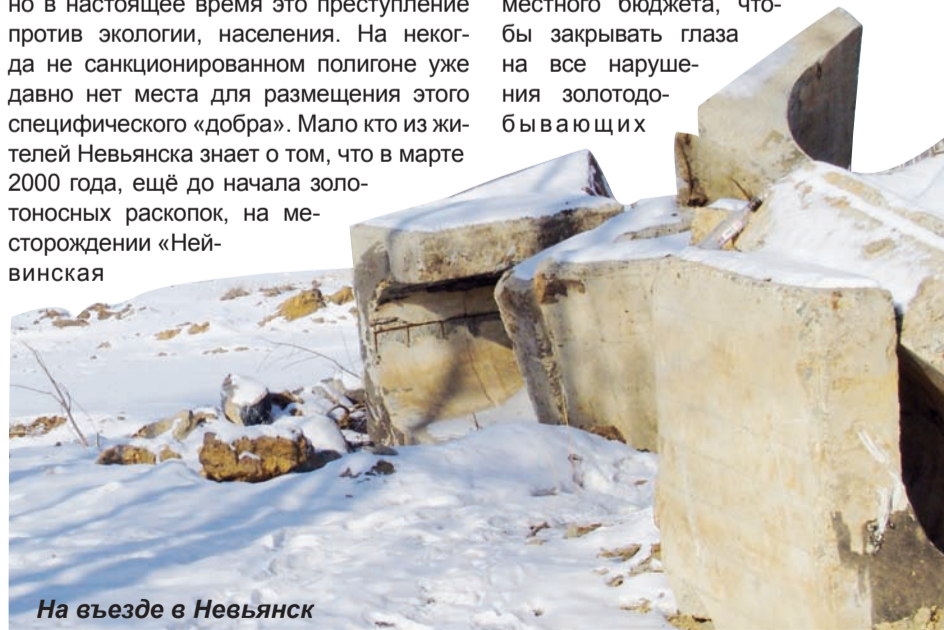 но в настоящее время это преступление
против экологии, населения. На неког-
да не санкционированном полигоне уже
давно нет места для размещения этого
специфического «добра». Мало кто из жи-
телей Невьянска знает о том, что в марте
2000 года, ещё до начала золо-
тоносных раскопок, на ме-
сторождении «Ней-
винская
местного бюджета, что-
бы закрывать глаза
на все наруше-
ния золотодо-
бывающих
На въезде в Невьянск